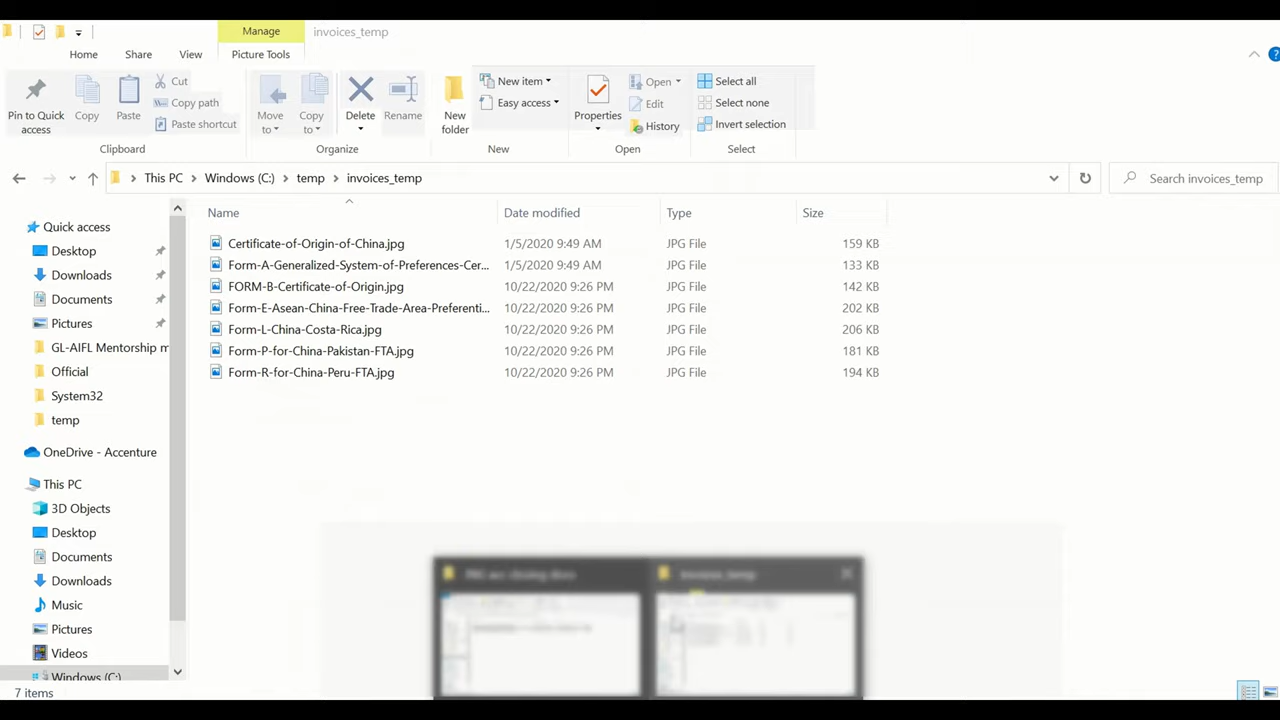 Manage
invoices_temp
Home
Share
View
Picture Tools
Pin to Quick access
Copy
Paste
Cut
Copy path
Paste shortcut
Clipboard
Move to
Copy to
Delete
Rename
Organize
New folder
New item
Easy access
New
Properties
Open
Edit
History
Open
Select all
Select none
Invert selection
Select
This PC
Windows (C:)
temp
invoices_temp
Search invoices_temp
Name
Date modified
Type
Size
Certificate-of-Origin-of-China.jpg 1/5/2020 9:49 AM JPG File 159 KB
Form-A-Generalized-System-of-Preferences-Cer... 1/5/2020 9:49 AM JPG File 133 KB
FORM-B-Certificate-of-Origin.jpg 10/22/2020 9:26 PM JPG File 142 KB
Form-E-Asean-China-Free-Trade-Area-Preferenti... 10/22/2020 9:26 PM JPG File 202 KB
Form-L-China-Costa-Rica.jpg 10/22/2020 9:26 PM JPG File 206 KB
Form-P-for-China-Pakistan-FTA.jpg 10/22/2020 9:26 PM JPG File 181 KB
Form-R-for-China-Peru-FTA.jpg 10/22/2020 9:26 PM JPG File 194 KB
Quick access
Desktop
Downloads
Documents
Pictures
GL-AIFL Mentorship m
Official
System32
temp
OneDrive - Accenture
This PC
3D Objects
Desktop
Documents
Downloads
Music
Pictures
Videos
Windows (C:)
invoices_temp
7 items